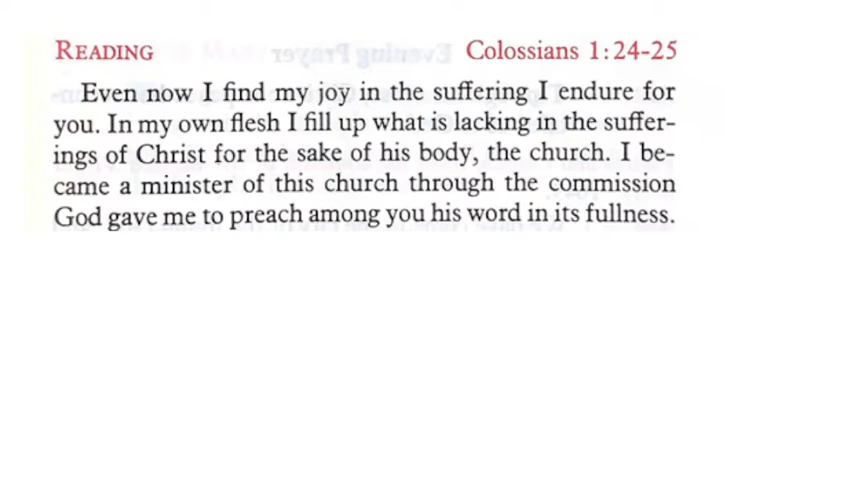 READING Colossians 1:24-25
Even now I find my joy in the suffering I endure for
you. In my own flesh I fill up what is lacking in the suffer-
ings of Christ for the sake of his body, the church. I be-
came a minister of this church through the commission
God gave me to preach among you his word in its fullness.